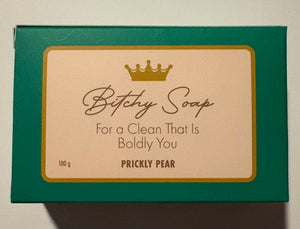 Bitchy Soap
For a Clean That Is
Boldly You
PRICKLY PEAR
100 g